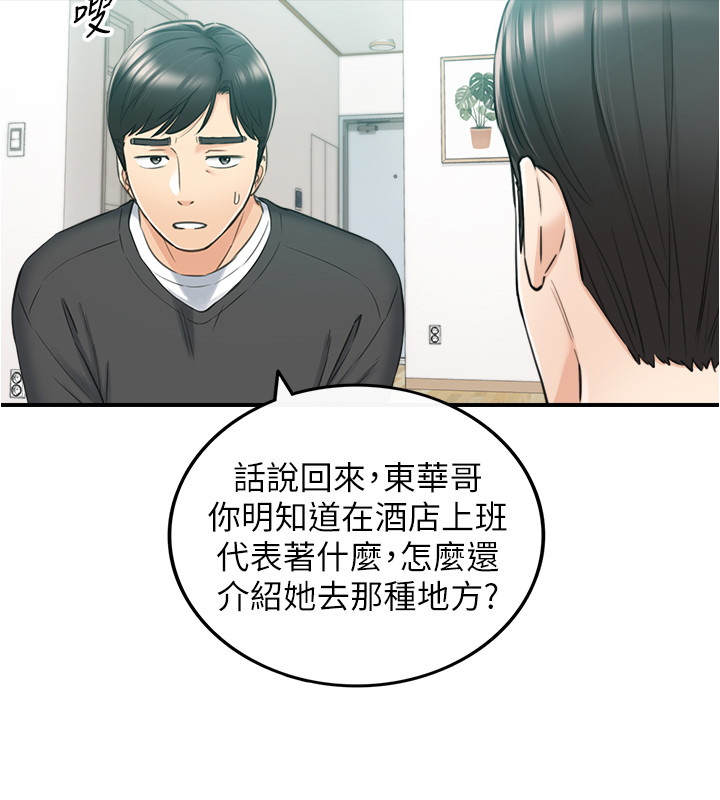 嗖
話說回來，東華哥
你明知道在酒店上班
代表著什麼，怎麼還
介紹她去那種地方？